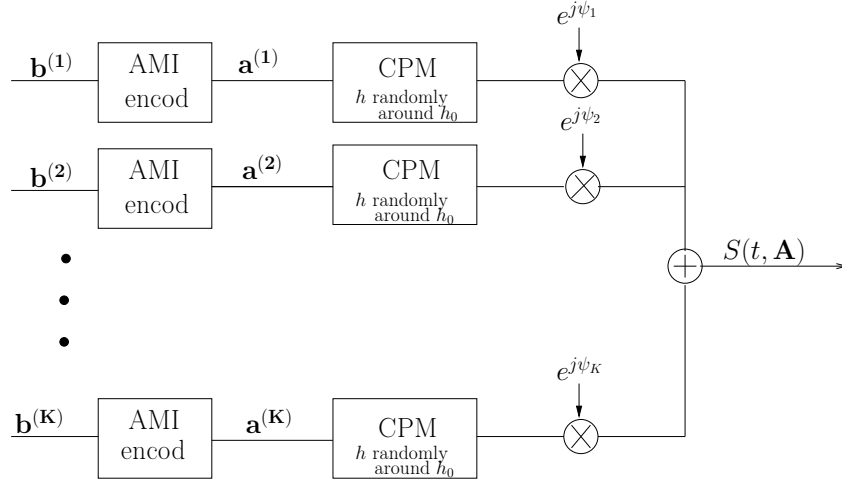 e^{jψ_1}
b^{(1)} AMI encod a^{(1)} CPM
h randomly
around h_0
e^{jψ_2}
b^{(2)} AMI encod a^{(2)} CPM
h randomly
around h_0
S(t, A)
e^{jψ_K}
b^{(K)} AMI encod a^{(K)} CPM
h randomly
around h_0